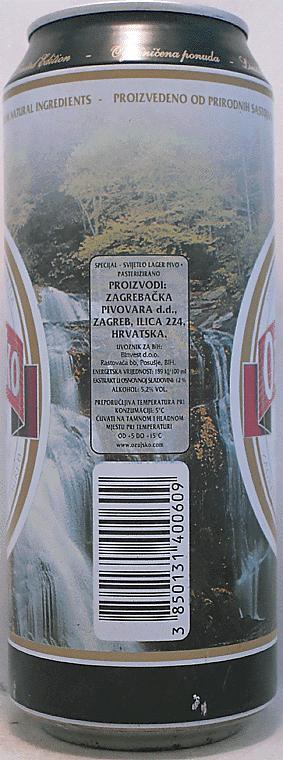 Edition - Ograničena ponuda -
NATURAL INGREDIENTS - PROIZVEDENO OD PRIRODNIH
SPECIJAL - SVIJETLO LAGER PIVO •
PASTERIZIRANO
PROIZVODI:
ZAGREBAČKA
PIVOVARA d.d.,
ZAGREB, ILICA 224,
HRVATSKA.
UVOZNIK ZA BIH:
Binvest d.o.o.
Rastovača bb, Posušje, BIH.
ENERGETSKA VRIJEDNOST: 189 kJ/100 ml
EKSTRAKT U OSNOVNOJ SLADOVINI: 12%
ALKOHOL: 5,2% VOL.
PREPORUČLJIVA TEMPERATURA PRI
KONZUMACIJI: 5°C
ČUVATI NA TAMNOM I HLADNOM
MJESTU PRI TEMPERATURI
OD +5 DO +15°C
www.ozujsko.com
3 850131 400609